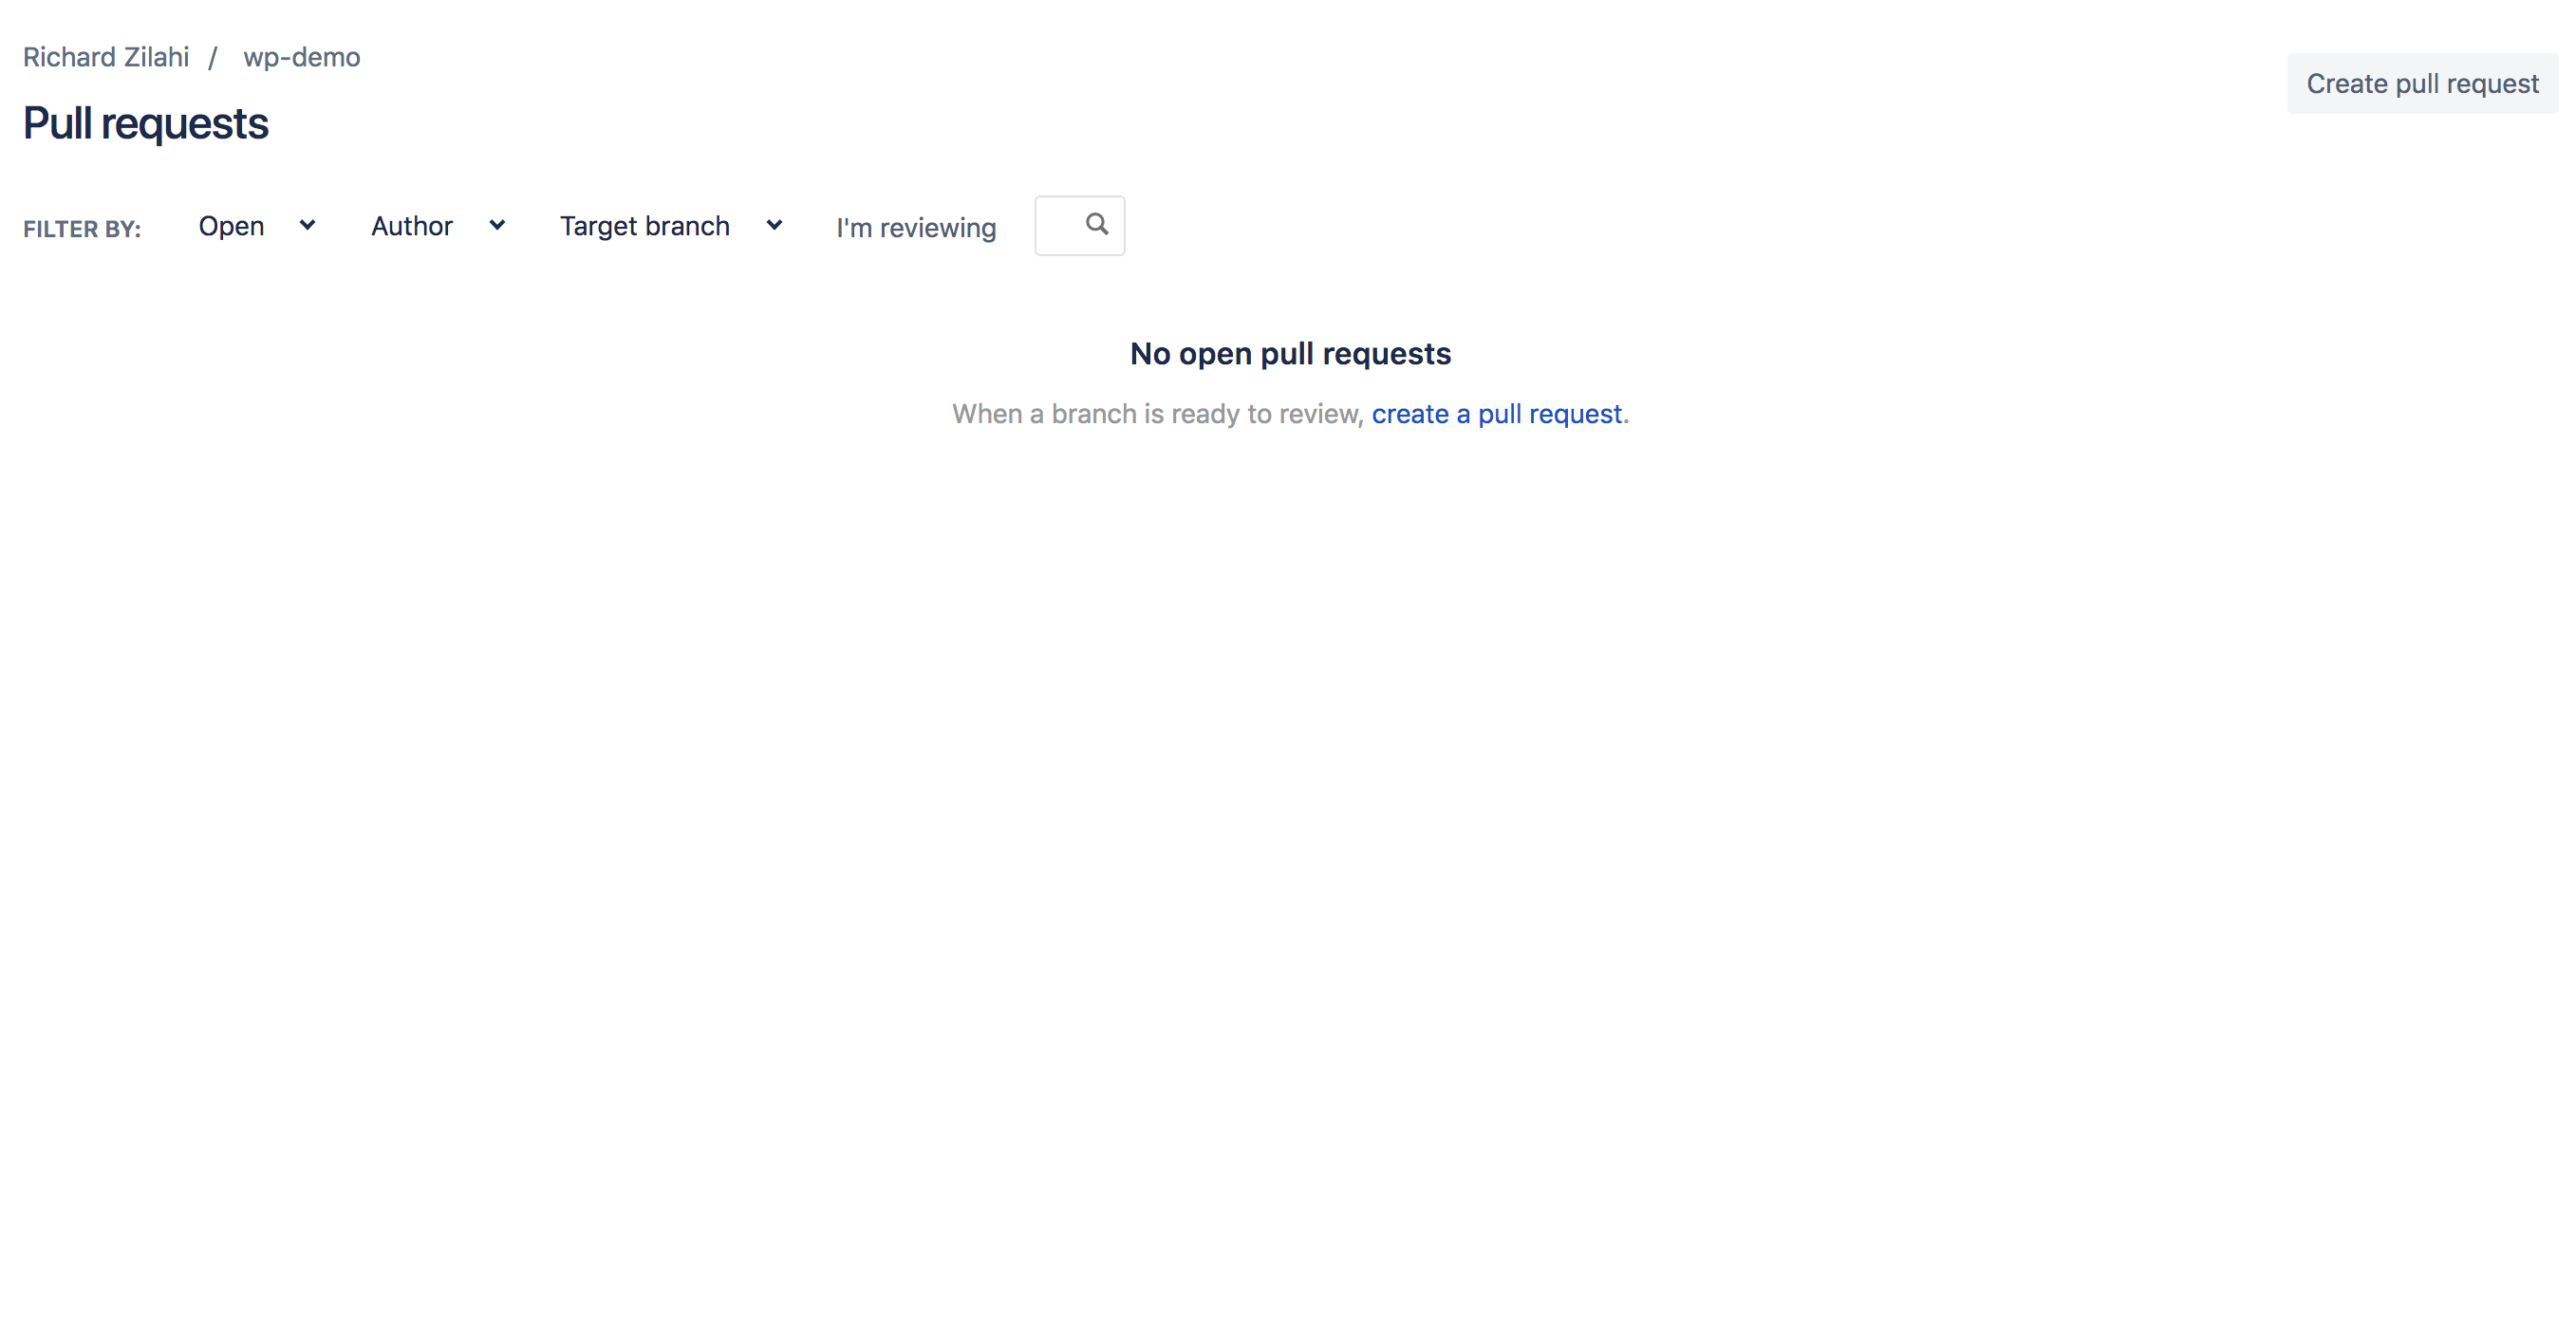 Richard Zilahi / wp-demo
Create pull request
Pull requests
FILTER BY: Open Author Target branch I'm reviewing
No open pull requests
When a branch is ready to review, create a pull request.